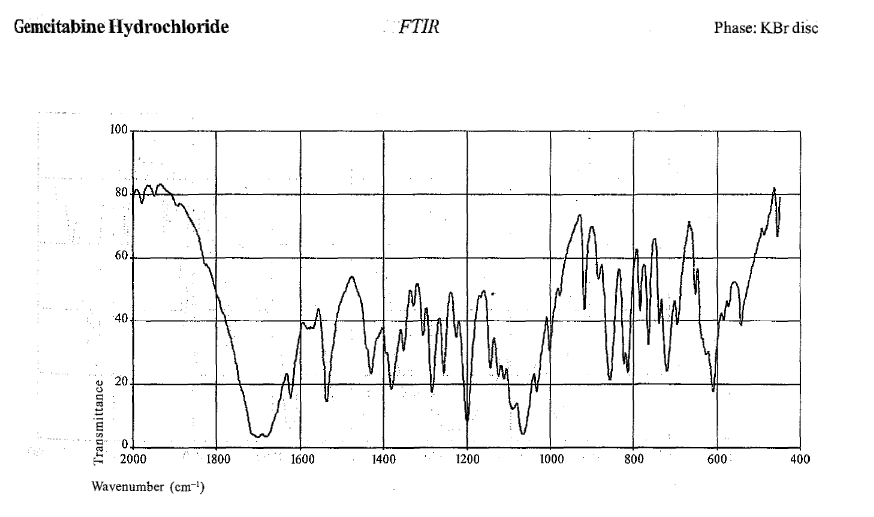 Gemcitabine Hydrochloride
FTIR
Phase: KBr disc
100
80
60
40
20
0
Transmittance
2000 1800 1600 1400 1200 1000 800 600 400
Wavenumber (cm⁻¹)